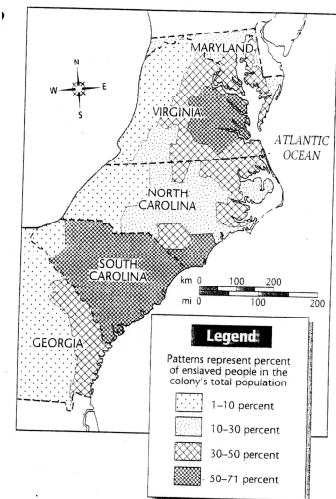 MARYLAND
N
W E
S
VIRGINIA
ATLANTIC
OCEAN
NORTH
CAROLINA
SOUTH
CAROLINA
km 0 100 200
mi 0 100 200
GEORGIA
Legend
Patterns represent percent
of enslaved people in the
colony's total population
1–10 percent
10–30 percent
30–50 percent
50–71 percent